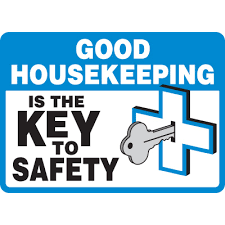 GOOD
HOUSEKEEPING
IS THE
KEY
TO
SAFETY